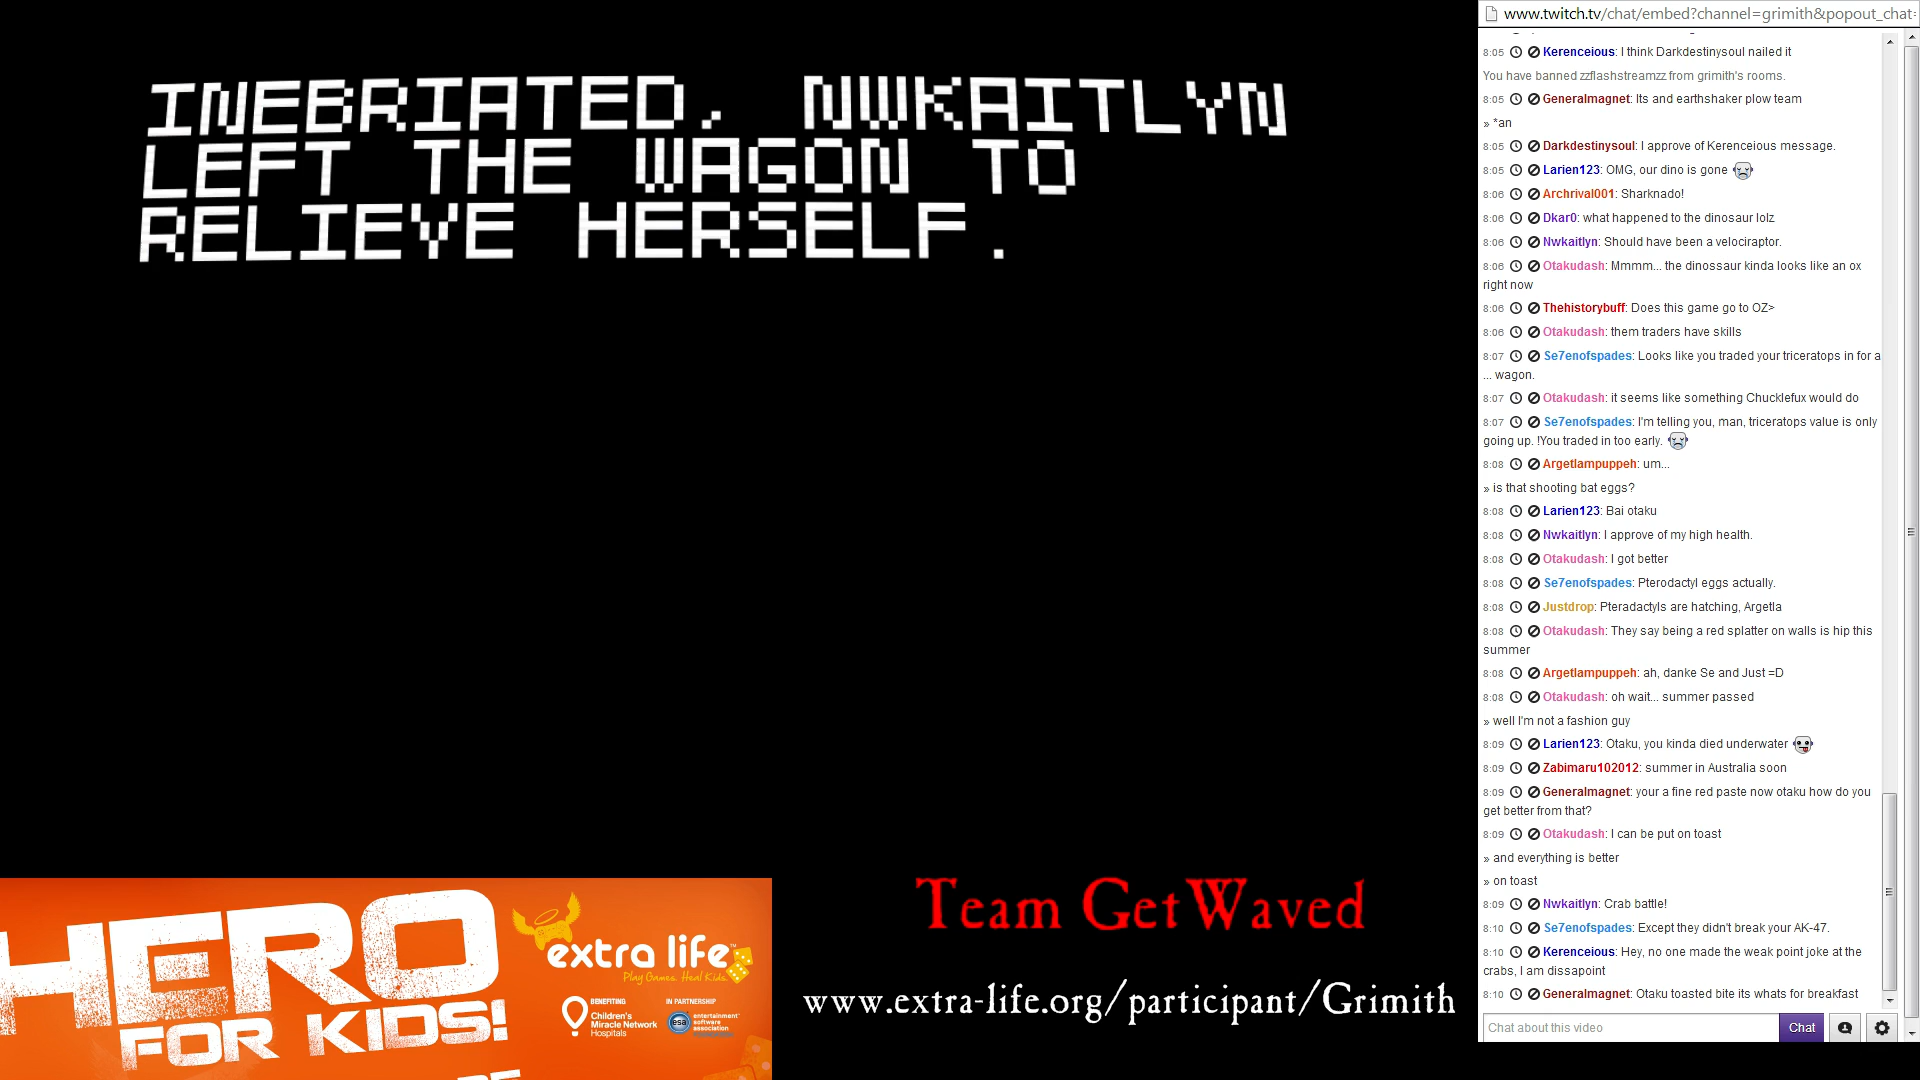 INEBRIATED, NWKAITLYN
LEFT THE WAGON TO
RELIEVE HERSELF.
HERO
FOR KIDS!
extra life™
Play Games. Heal Kids.
BENEFITING
Children's
Miracle Network
Hospitals
IN PARTNERSHIP
esa
entertainment
software
association
Team GetWaved
www.extra-life.org/participant/Grimith
www.twitch.tv/chat/embed?channel=grimith&popout_chat=
8:05 Kerenceious: I think Darkdestinysoul nailed it
You have banned zzflashstreamzz from grimith's rooms.
8:05 Generalmagnet: Its and earthshaker plow team
» *an
8:05 Darkdestinysoul: I approve of Kerenceious message.
8:05 Larien123: OMG, our dino is gone
8:06 Archrival001: Sharknado!
8:06 Dkar0: what happened to the dinosaur lolz
8:06 Nwkaitlyn: Should have been a velociraptor.
8:06 Otakudash: Mmmm... the dinossaur kinda looks like an ox
right now
8:06 Thehistorybuff: Does this game go to OZ>
8:06 Otakudash: them traders have skills
8:07 Se7enofspades: Looks like you traded your triceratops in for a
... wagon.
8:07 Otakudash: it seems like something Chucklefux would do
8:07 Se7enofspades: I'm telling you, man, triceratops value is only
going up. !You traded in too early.
8:08 Argetlampuppeh: um...
» is that shooting bat eggs?
8:08 Larien123: Bai otaku
8:08 Nwkaitlyn: I approve of my high health.
8:08 Otakudash: I got better
8:08 Se7enofspades: Pterodactyl eggs actually.
8:08 Justdrop: Pteradactyls are hatching, Argetla
8:08 Otakudash: They say being a red splatter on walls is hip this
summer
8:08 Argetlampuppeh: ah, danke Se and Just =D
8:08 Otakudash: oh wait... summer passed
» well I'm not a fashion guy
8:09 Larien123: Otaku, you kinda died underwater
8:09 Zabimaru102012: summer in Australia soon
8:09 Generalmagnet: your a fine red paste now otaku how do you
get better from that?
8:09 Otakudash: I can be put on toast
» and everything is better
» on toast
8:09 Nwkaitlyn: Crab battle!
8:10 Se7enofspades: Except they didn't break your AK-47.
8:10 Kerenceious: Hey, no one made the weak point joke at the
crabs, I am dissapoint
8:10 Generalmagnet: Otaku toasted bite its whats for breakfast
Chat about this video
Chat